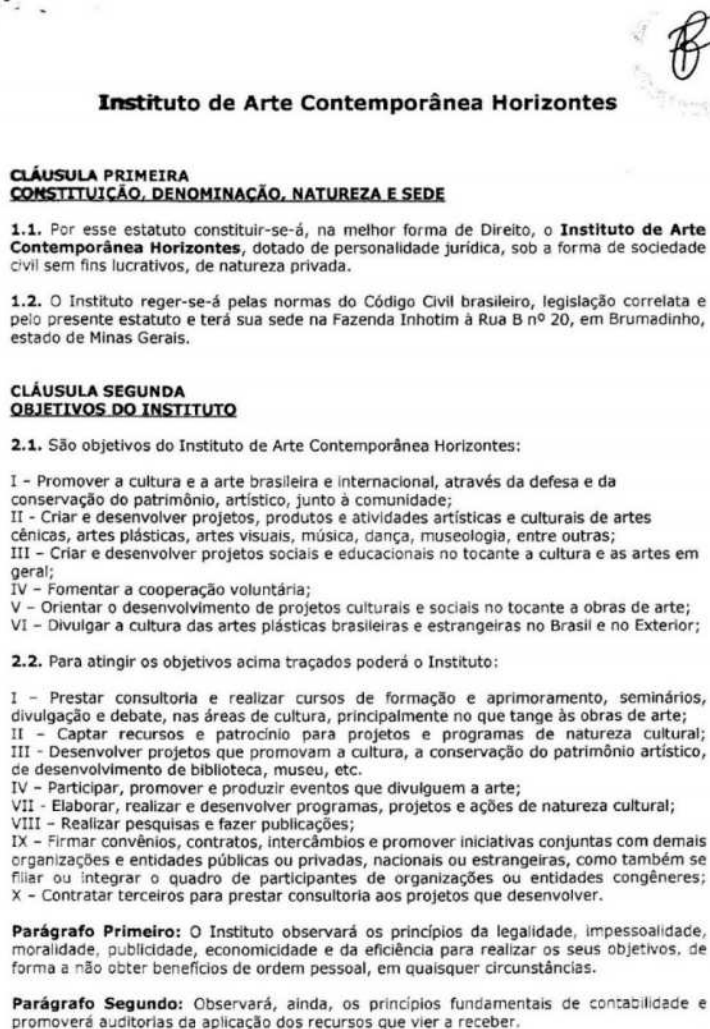 Instituto de Arte Contemporânea Horizontes
CLÁUSULA PRIMEIRA
CONSTITUIÇÃO, DENOMINAÇÃO, NATUREZA E SEDE
1.1. Por esse estatuto constituir-se-á, na melhor forma de Direito, o Instituto de Arte
Contemporânea Horizontes, dotado de personalidade jurídica, sob a forma de sociedade
civil sem fins lucrativos, de natureza privada.
1.2. O Instituto reger-se-á pelas normas do Código Civil brasileiro, legislação correlata e
pelo presente estatuto e terá sua sede na Fazenda Inhotim à Rua B nº 20, em Brumadinho,
estado de Minas Gerais.
CLÁUSULA SEGUNDA
OBJETIVOS DO INSTITUTO
2.1. São objetivos do Instituto de Arte Contemporânea Horizontes:
I – Promover a cultura e a arte brasileira e internacional, através da defesa e da
conservação do patrimônio, artístico, junto à comunidade;
II - Criar e desenvolver projetos, produtos e atividades artísticas e culturais de artes
cênicas, artes plásticas, artes visuais, música, dança, museologia, entre outras;
III – Criar e desenvolver projetos sociais e educacionais no tocante a cultura e as artes em
geral;
IV – Fomentar a cooperação voluntária;
V – Orientar o desenvolvimento de projetos culturais e sociais no tocante a obras de arte;
VI – Divulgar a cultura das artes plásticas brasileiras e estrangeiras no Brasil e no Exterior;
2.2. Para atingir os objetivos acima traçados poderá o Instituto:
I – Prestar consultoria e realizar cursos de formação e aprimoramento, seminários,
divulgação e debate, nas áreas de cultura, principalmente no que tange às obras de arte;
II – Captar recursos e patrocínio para projetos e programas de natureza cultural;
III - Desenvolver projetos que promovam a cultura, a conservação do patrimônio artístico,
de desenvolvimento de biblioteca, museu, etc.
IV – Participar, promover e produzir eventos que divulguem a arte;
VII - Elaborar, realizar e desenvolver programas, projetos e ações de natureza cultural;
VIII – Realizar pesquisas e fazer publicações;
IX – Firmar convênios, contratos, intercâmbios e promover iniciativas conjuntas com demais
organizações e entidades públicas ou privadas, nacionais ou estrangeiras, como também se
filiar ou integrar o quadro de participantes de organizações ou entidades congêneres;
X – Contratar terceiros para prestar consultoria aos projetos que desenvolver.
Parágrafo Primeiro: O Instituto observará os princípios da legalidade, impessoalidade,
moralidade, publicidade, economicidade e da eficiência para realizar os seus objetivos, de
forma a não obter benefícios de ordem pessoal, em quaisquer circunstâncias.
Parágrafo Segundo: Observará, ainda, os princípios fundamentais de contabilidade e
promoverá auditorias da aplicação dos recursos que vier a receber.